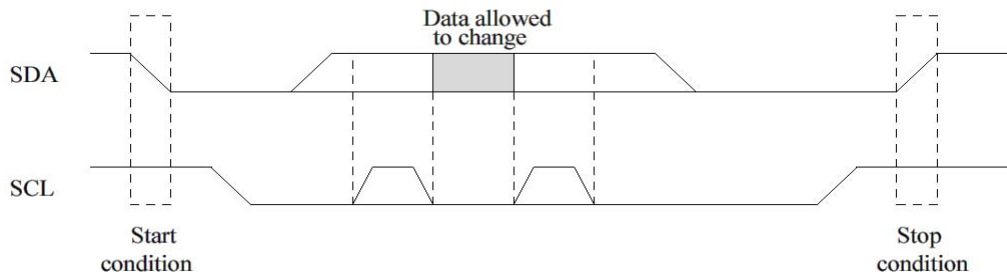 Data allowed
to change
SDA
SCL
Start
condition
Stop
condition